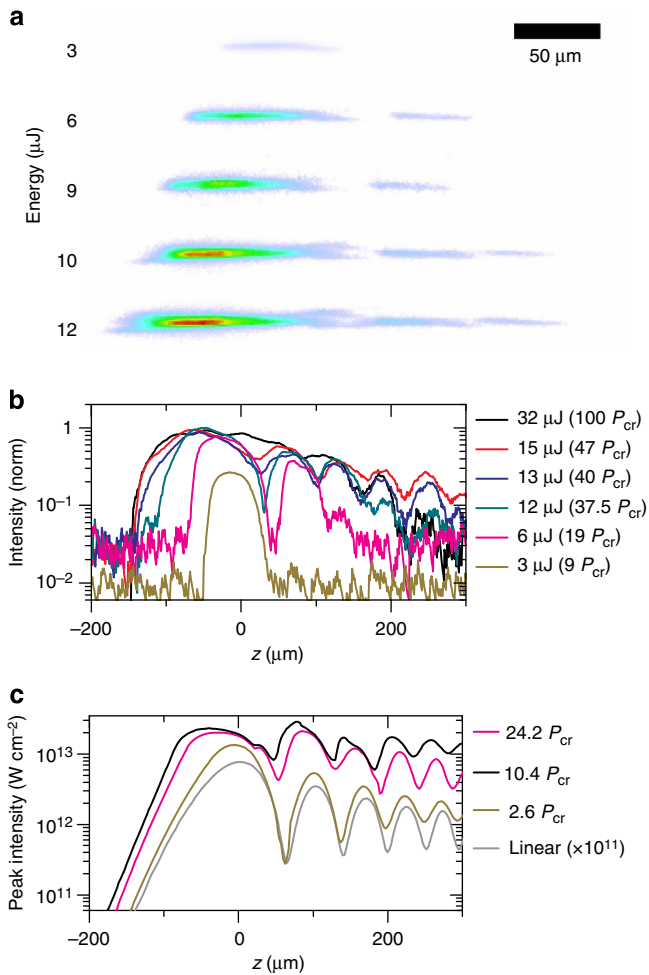 a
3
6
9
10
12
Energy (μJ)
50 μm
b
Intensity (norm)
1
10⁻¹
10⁻²
−200
0
200
z (μm)
32 μJ (100 Pcr)
15 μJ (47 Pcr)
13 μJ (40 Pcr)
12 μJ (37.5 Pcr)
6 μJ (19 Pcr)
3 μJ (9 Pcr)
c
Peak intensity (W cm⁻²)
10¹³
10¹²
10¹¹
−200
0
200
z (μm)
24.2 Pcr
10.4 Pcr
2.6 Pcr
Linear (×10¹¹)